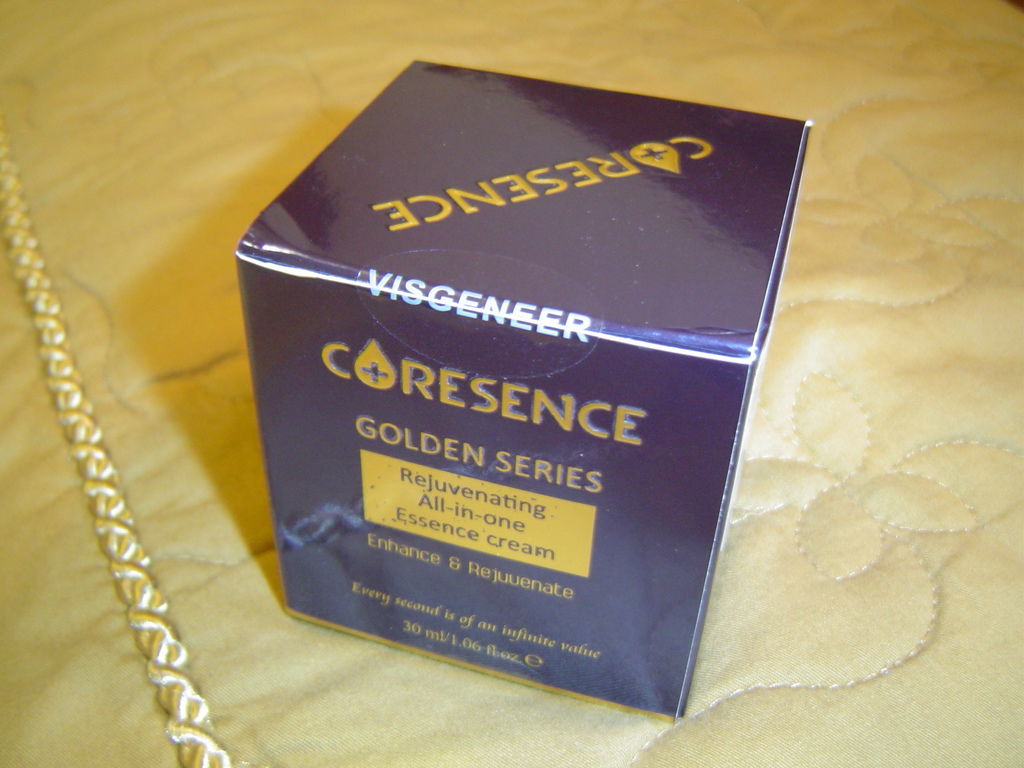 CORESENCE
VISGENEER
CORESENCE
GOLDEN SERIES
Rejuvenating
All-in-one
Essence cream
Enhance & Rejuvenate
Every second is of an infinite value
30 ml/1.06 fl.oz. ℮